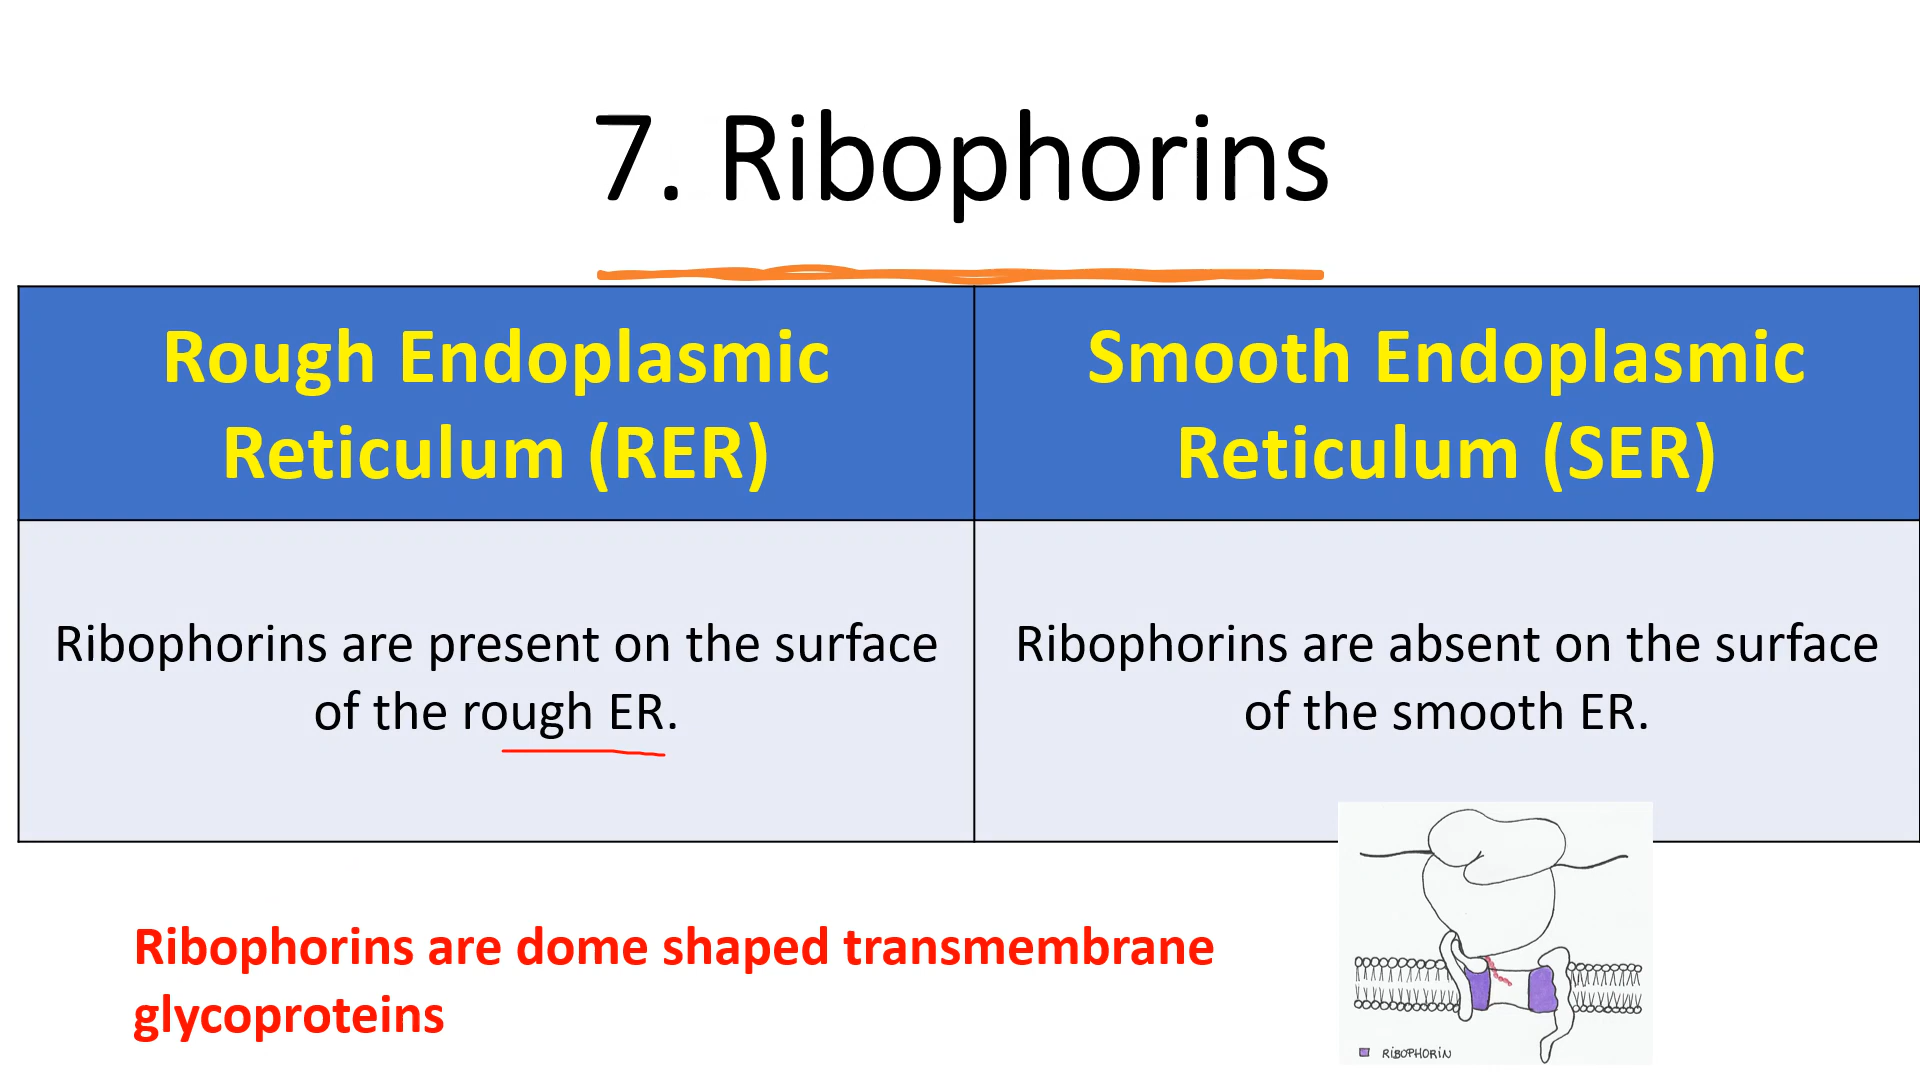 7. Ribophorins
Rough Endoplasmic
Reticulum (RER)
Smooth Endoplasmic
Reticulum (SER)
Ribophorins are present on the surface
of the rough ER.
Ribophorins are absent on the surface
of the smooth ER.
Ribophorins are dome shaped transmembrane
glycoproteins
RIBOPHORIN